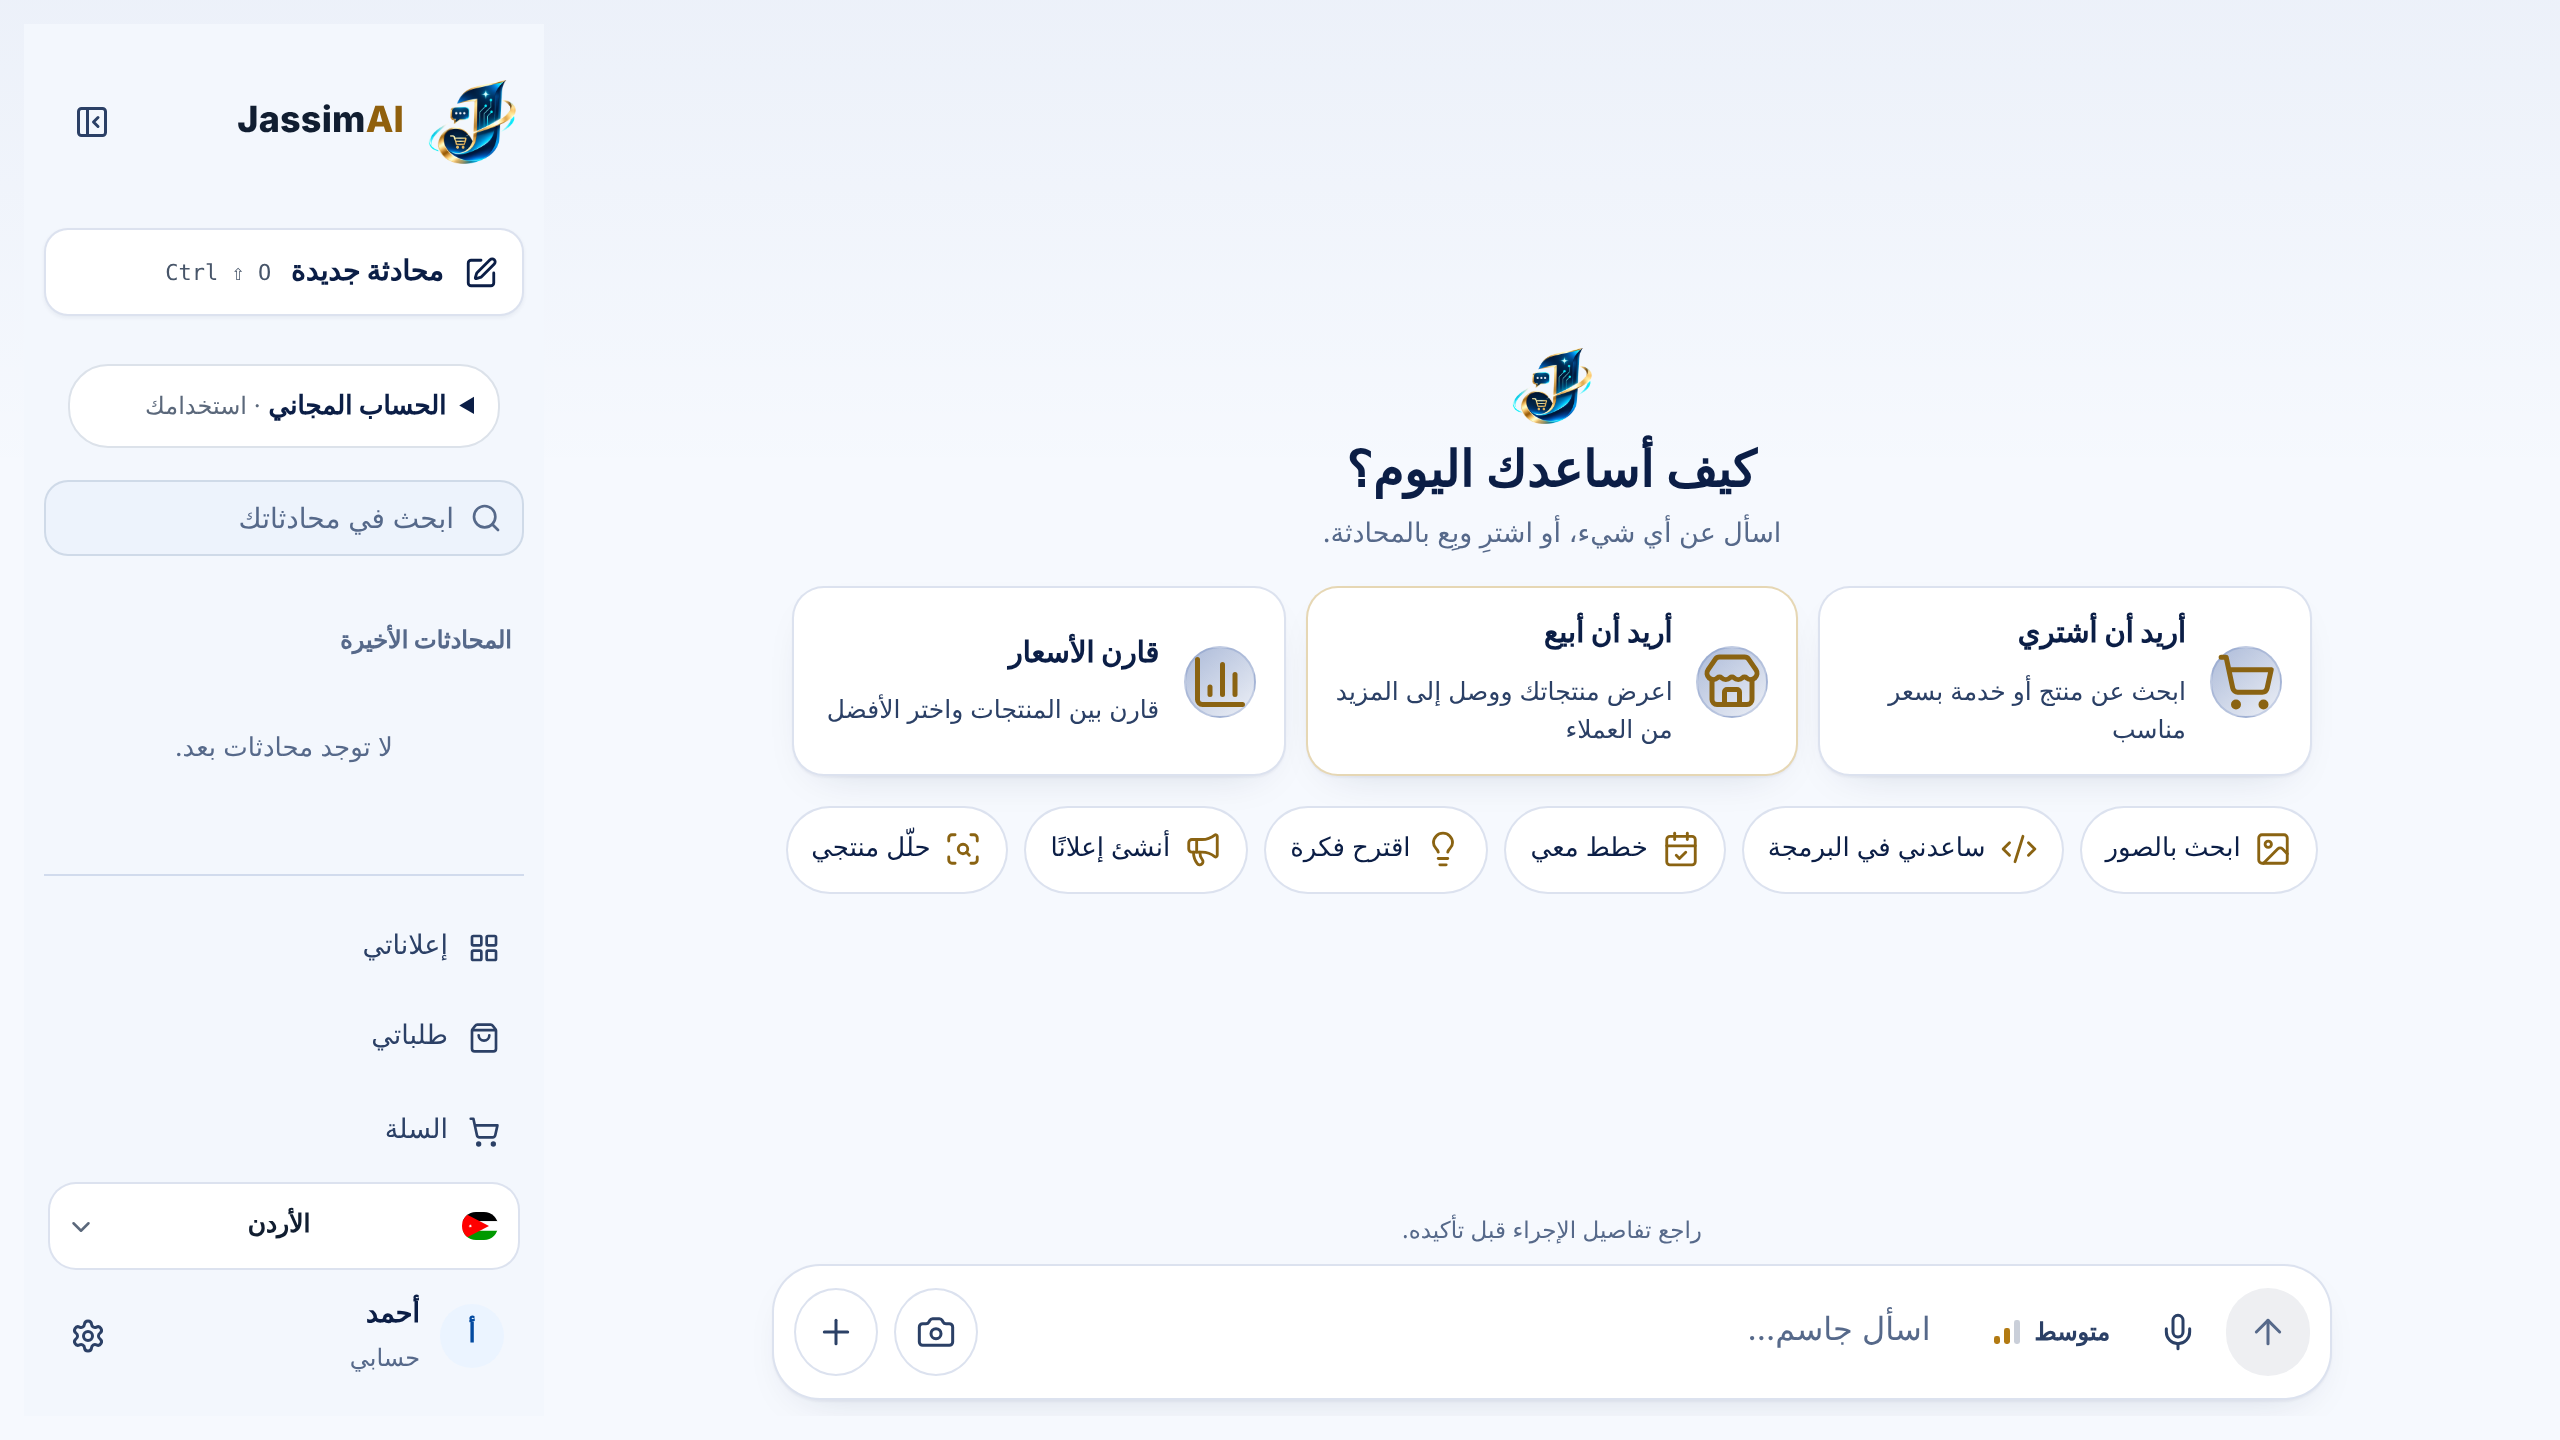 JassimAI
محادثة جديدة Ctrl ⇧ O
الحساب المجاني · استخدامك
ابحث في محادثاتك
المحادثات الأخيرة
لا توجد محادثات بعد.
إعلاناتي
طلباتي
السلة
الأردن
أ
أحمد
حسابي
كيف أساعدك اليوم؟
اسأل عن أي شيء، أو اشترِ وبِع بالمحادثة.
أريد أن أشتري
ابحث عن منتج أو خدمة بسعر
مناسب
أريد أن أبيع
اعرض منتجاتك ووصل إلى المزيد
من العملاء
قارن الأسعار
قارن بين المنتجات واختر الأفضل
ابحث بالصور
ساعدني في البرمجة
خطط معي
اقترح فكرة
أنشئ إعلانًا
حلّل منتجي
راجع تفاصيل الإجراء قبل تأكيده.
متوسط
اسأل جاسم...